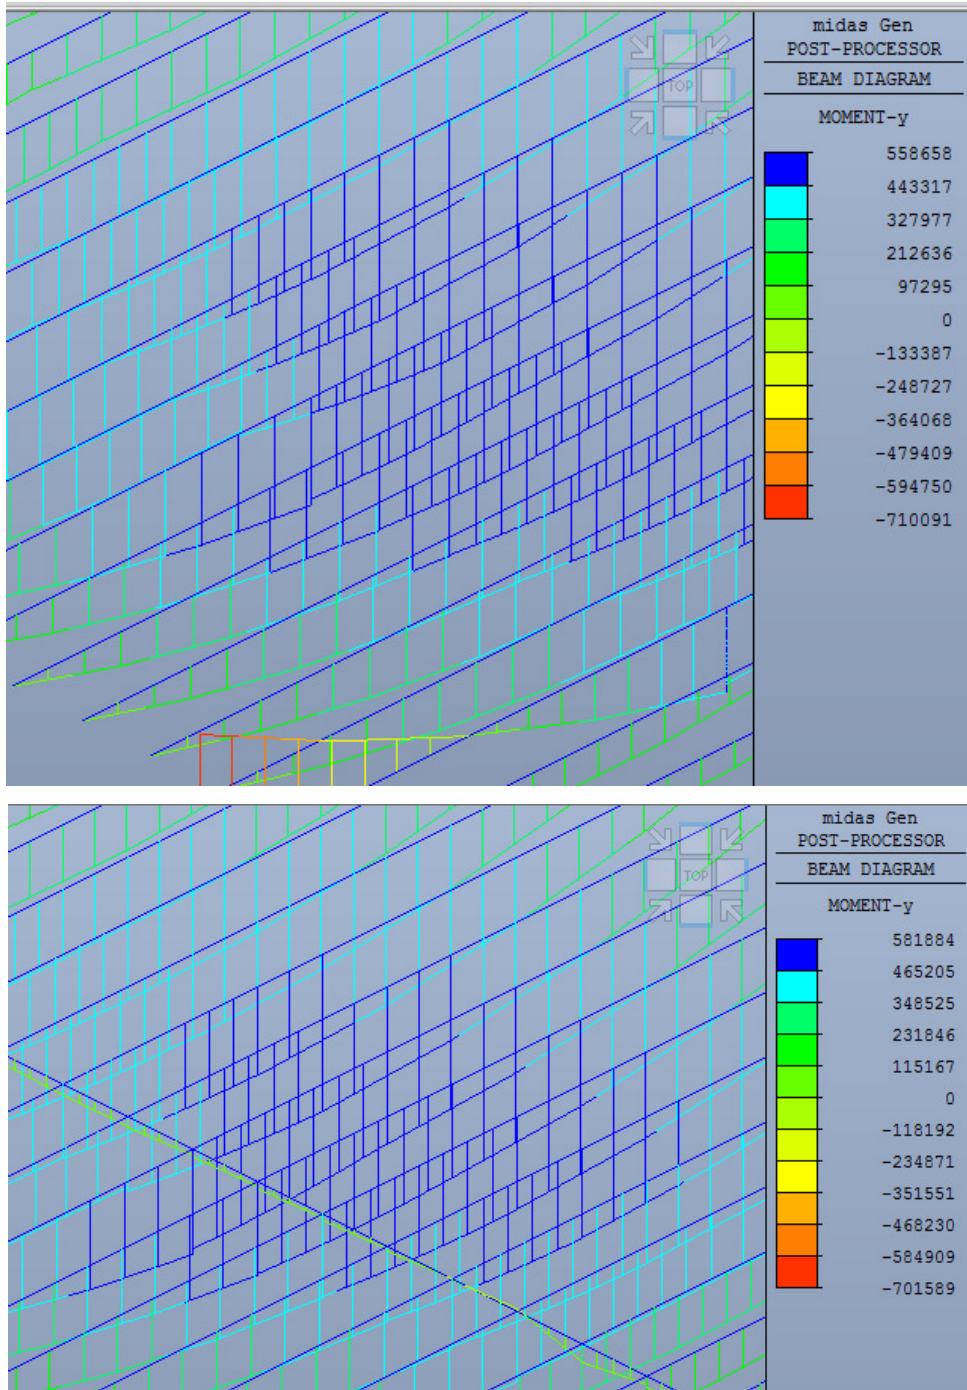 TOP
midas Gen
POST-PROCESSOR
BEAM DIAGRAM
MOMENT-y
558658
443317
327977
212636
97295
0
-133387
-248727
-364068
-479409
-594750
-710091
TOP
midas Gen
POST-PROCESSOR
BEAM DIAGRAM
MOMENT-y
581884
465205
348525
231846
115167
0
-118192
-234871
-351551
-468230
-584909
-701589